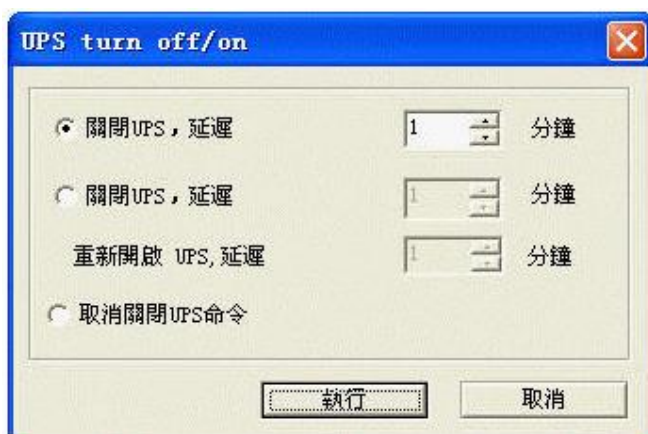 UPS turn off/on
關閉UPS，延遲 1 分鐘
關閉UPS，延遲 1 分鐘
重新開啟 UPS,延遲 1 分鐘
取消關閉UPS命令
執行 取消